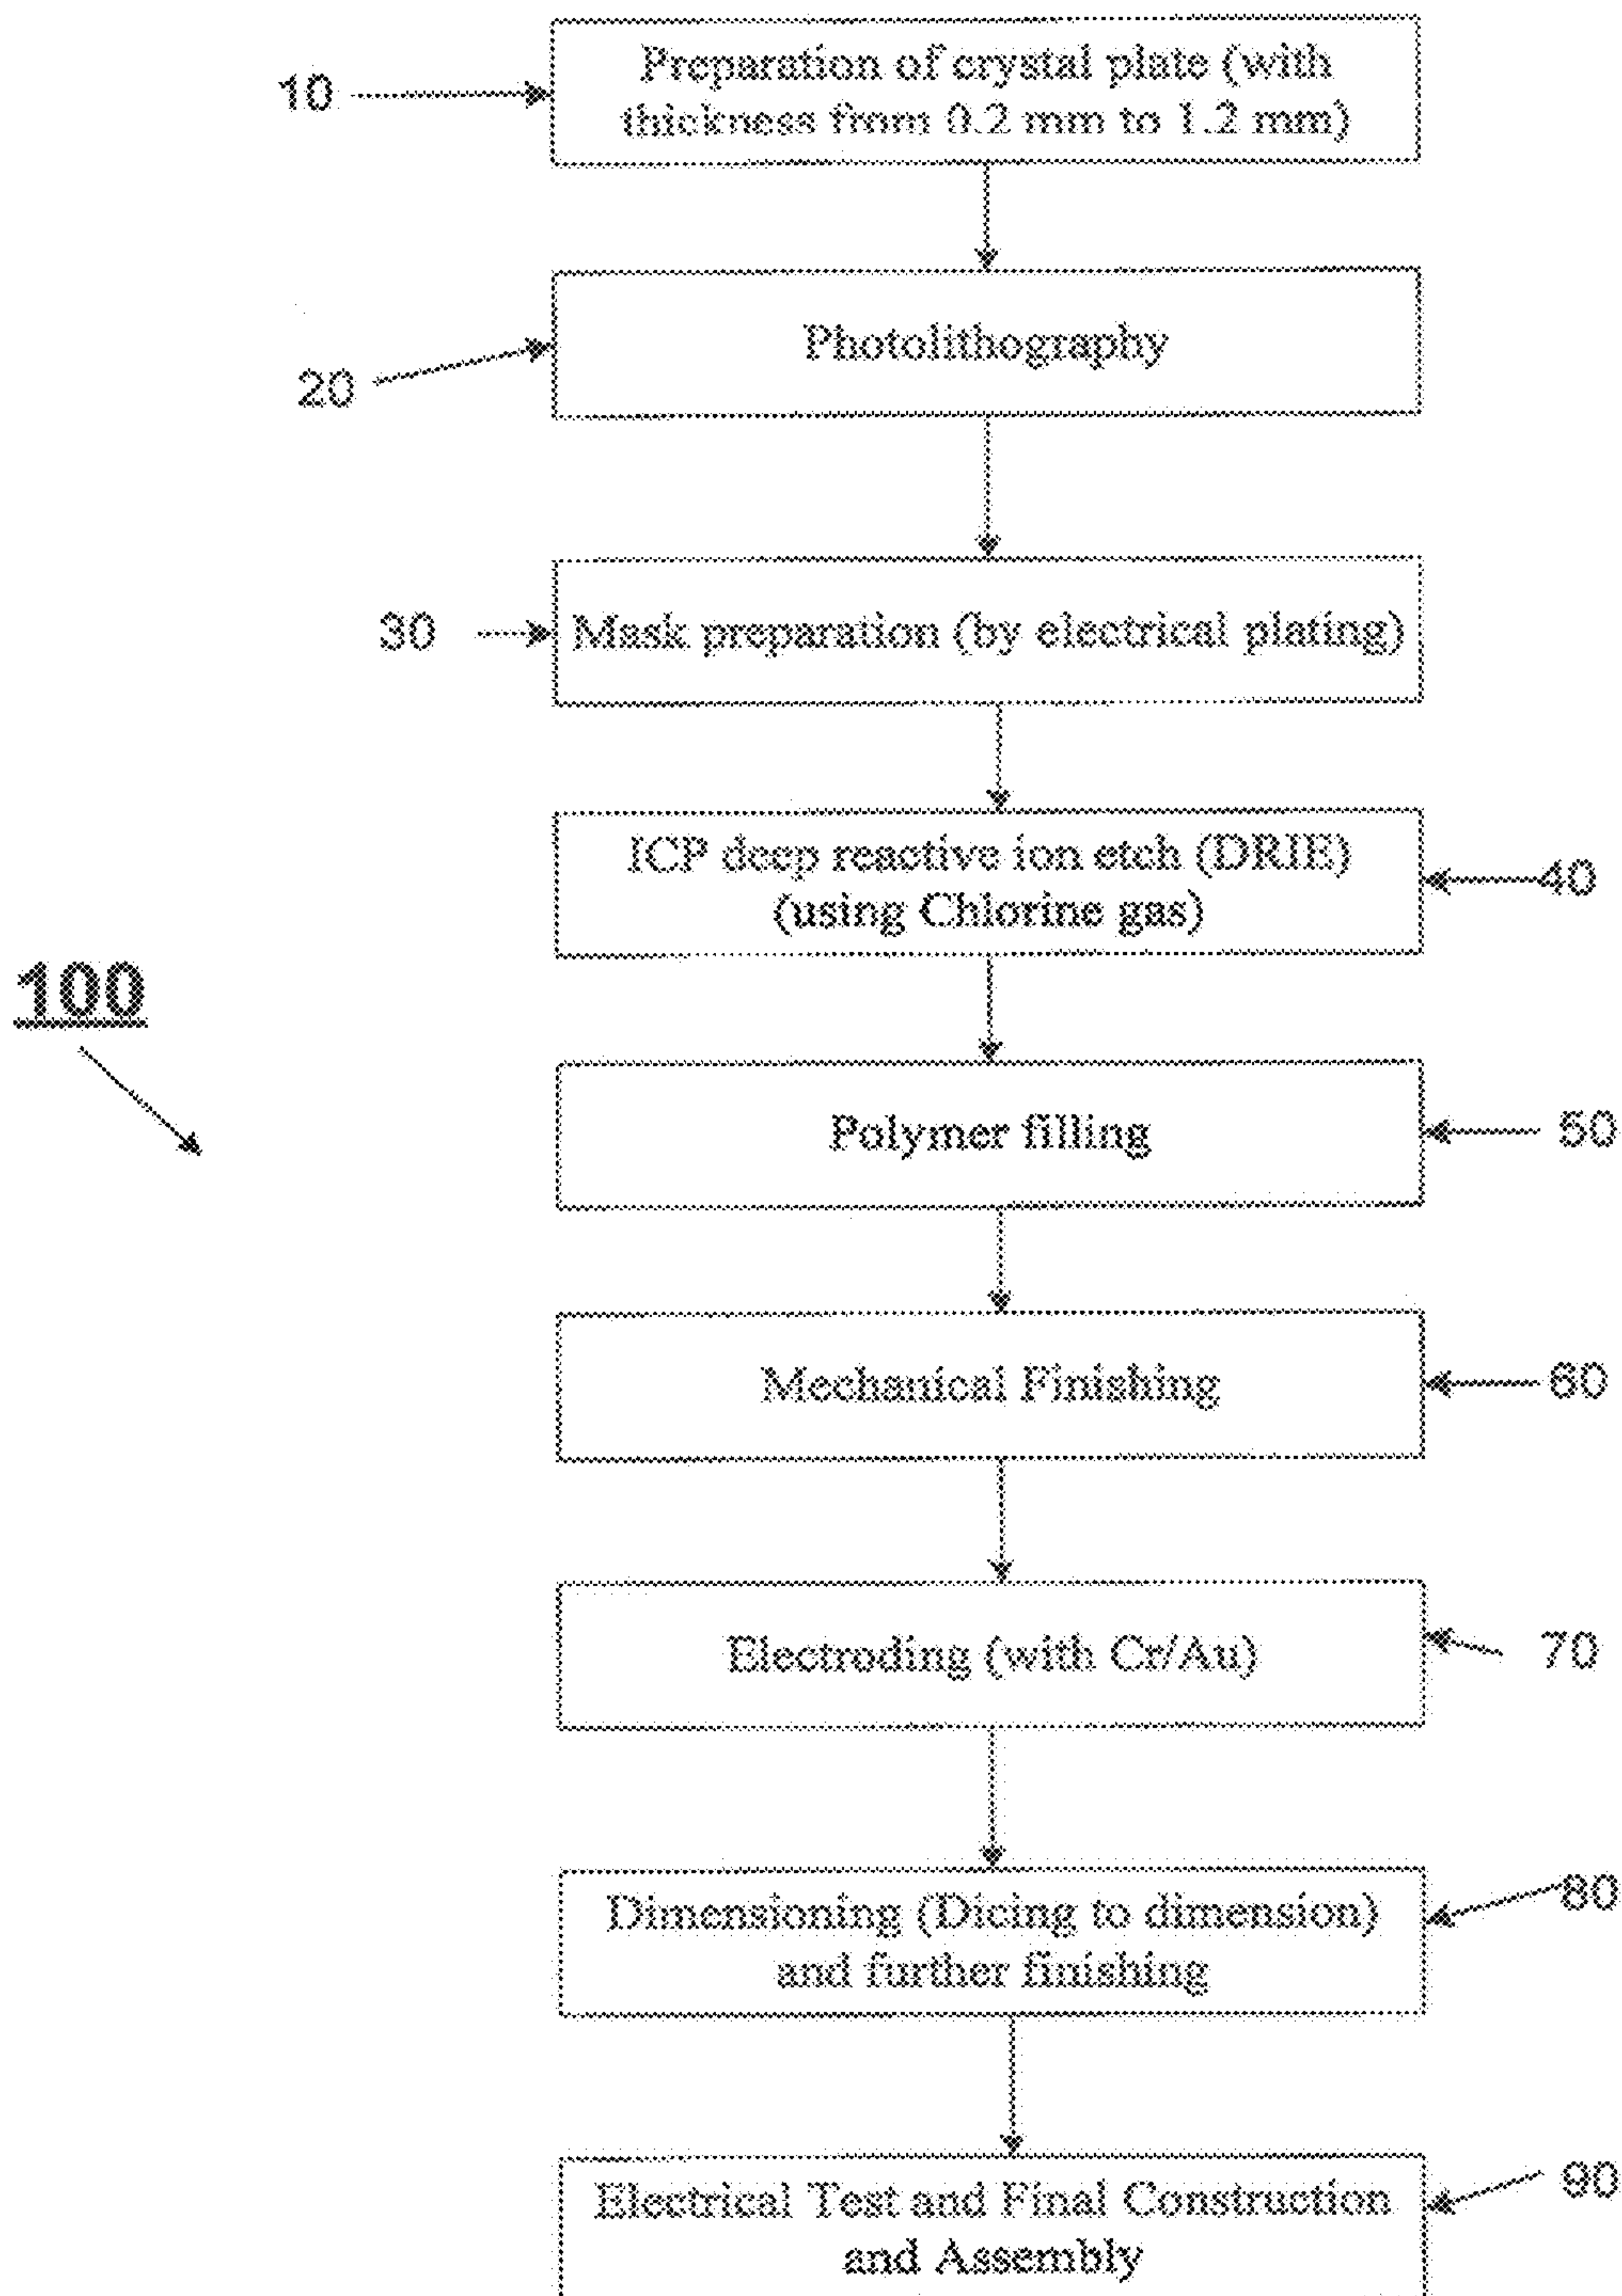 10
Preparation of crystal plate (with
thickness from 0.2 mm to 1.2 mm)
20
Photolithography
30
Mask preparation (by electrical plating)
ICP deep reactive ion etch (DRIE)
(using Chlorine gas)
40
100
Polymer filling
50
Mechanical Finishing
60
Electroding (with Cr/Au)
70
Dimensioning (Dicing to dimension)
and further finishing
80
Electrical Test and Final Construction
and Assembly
90